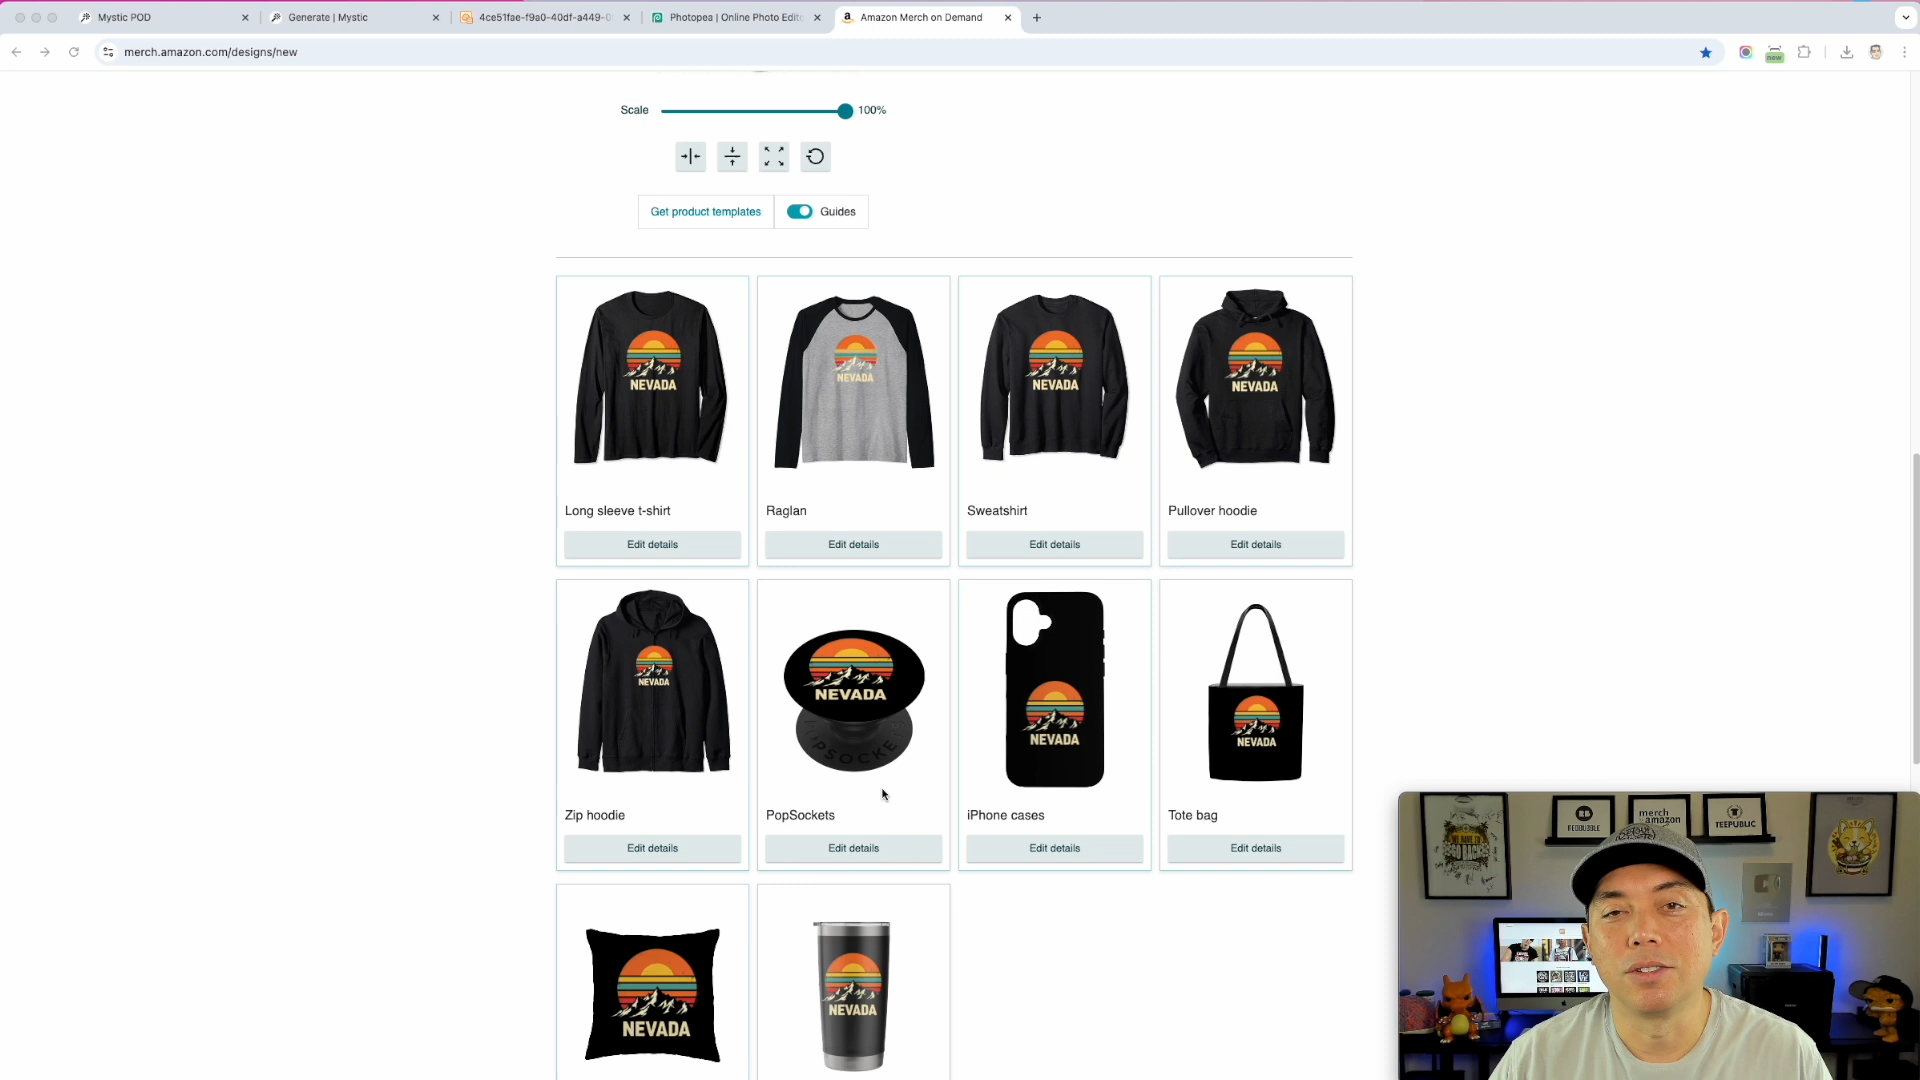 Mystic POD
Generate | Mystic
4ce51fae-f9a0-40df-a449-0
Photopea | Online Photo Edito
Amazon Merch on Demand
merch.amazon.com/designs/new
new
Scale
100%
Get product templates
Guides
NEVADA
NEVADA
NEVADA
NEVADA
Long sleeve t-shirt
Raglan
Sweatshirt
Pullover hoodie
Edit details
Edit details
Edit details
Edit details
NEVADA
NEVADA
NEVADA
NEVADA
POPSOCKETS
Zip hoodie
PopSockets
iPhone cases
Tote bag
Edit details
Edit details
Edit details
Edit details
NEVADA
NEVADA
REDBUBBLE
merch
amazon
TEEPUBLIC